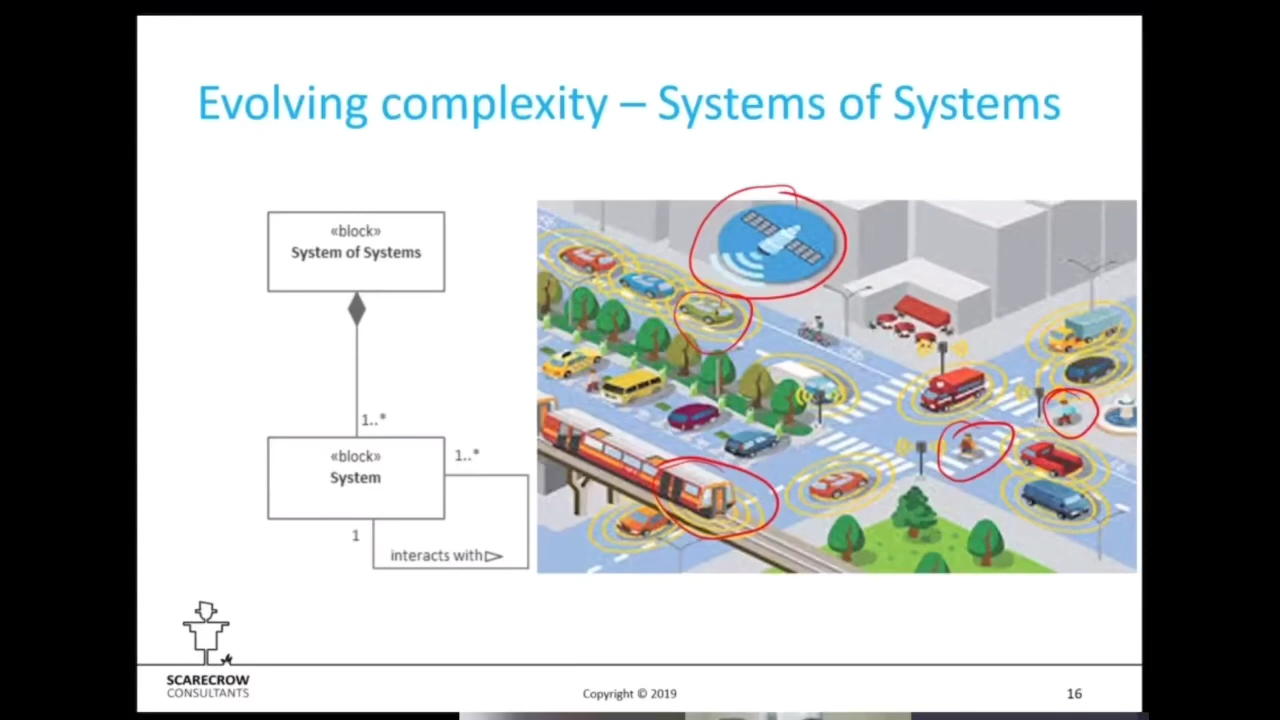 Evolving complexity – Systems of Systems
«block»
System of Systems
1..*
«block»
System
1..*
1
interacts with
SCARECROW
CONSULTANTS
Copyright © 2019
16